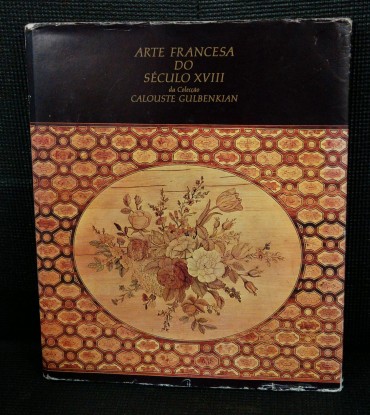 ARTE FRANCESA
DO
SÉCULO XVIII
da Colecção
CALOUSTE GULBENKIAN